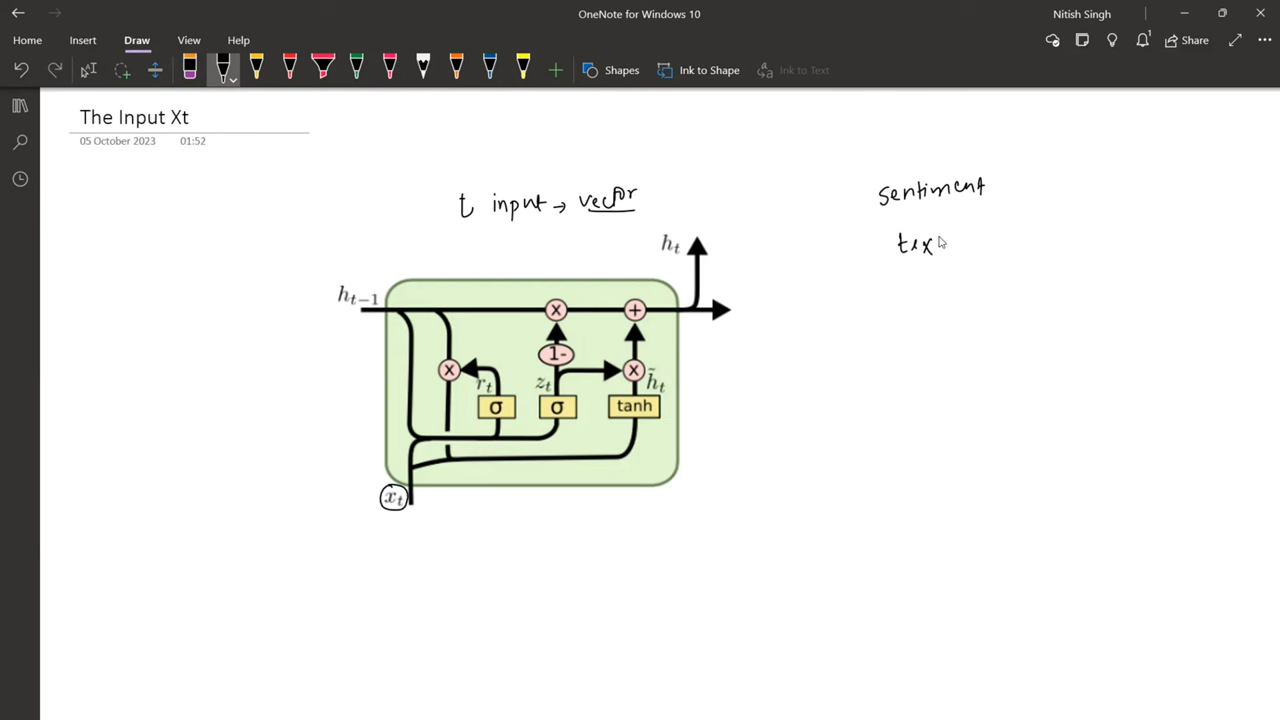 OneNote for Windows 10
Nitish Singh
Home Insert Draw View Help
Share
Shapes
Ink to Shape
Ink to Text
The Input Xt
05 October 2023 01:52
t input → vector
sentiment
tex
h_t
h_{t-1}
x +
1-
x r_t z_t x h̃_t
σ σ tanh
x_t